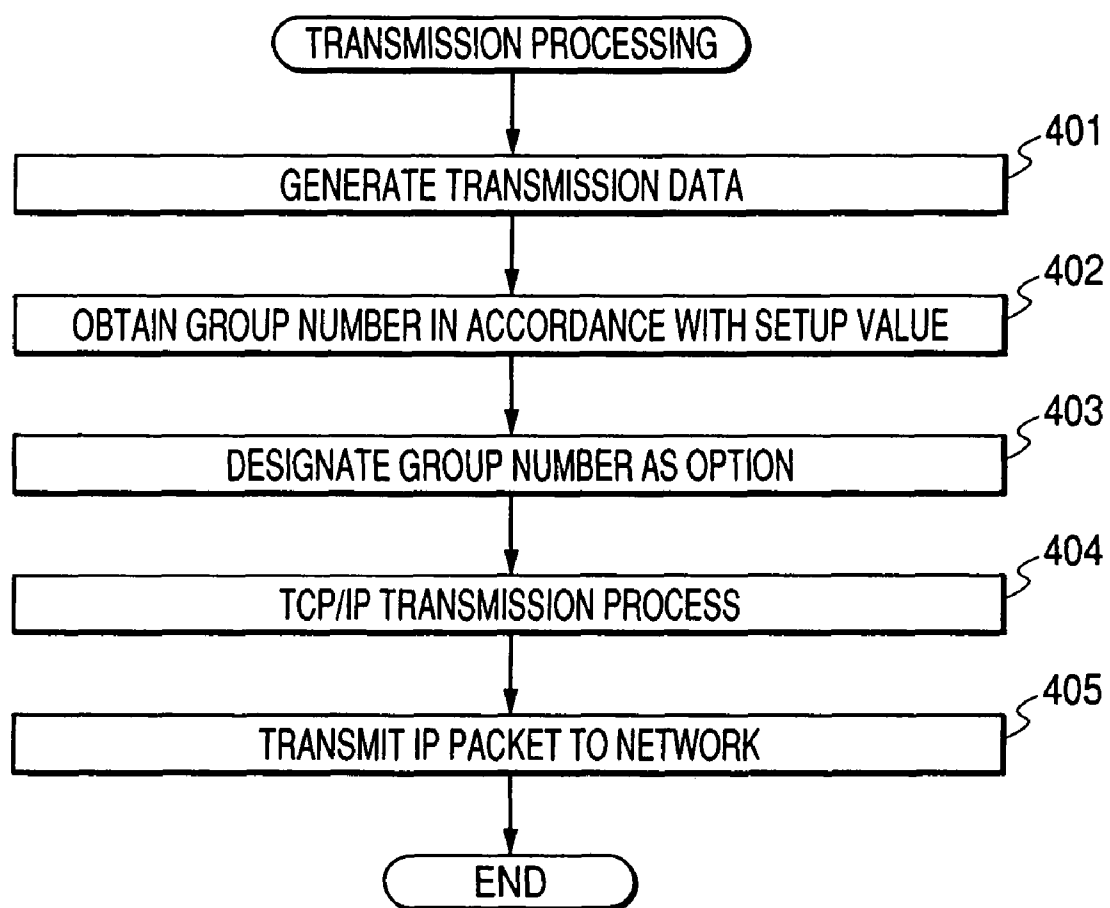 TRANSMISSION PROCESSING
401
GENERATE TRANSMISSION DATA
402
OBTAIN GROUP NUMBER IN ACCORDANCE WITH SETUP VALUE
403
DESIGNATE GROUP NUMBER AS OPTION
404
TCP/IP TRANSMISSION PROCESS
405
TRANSMIT IP PACKET TO NETWORK
END